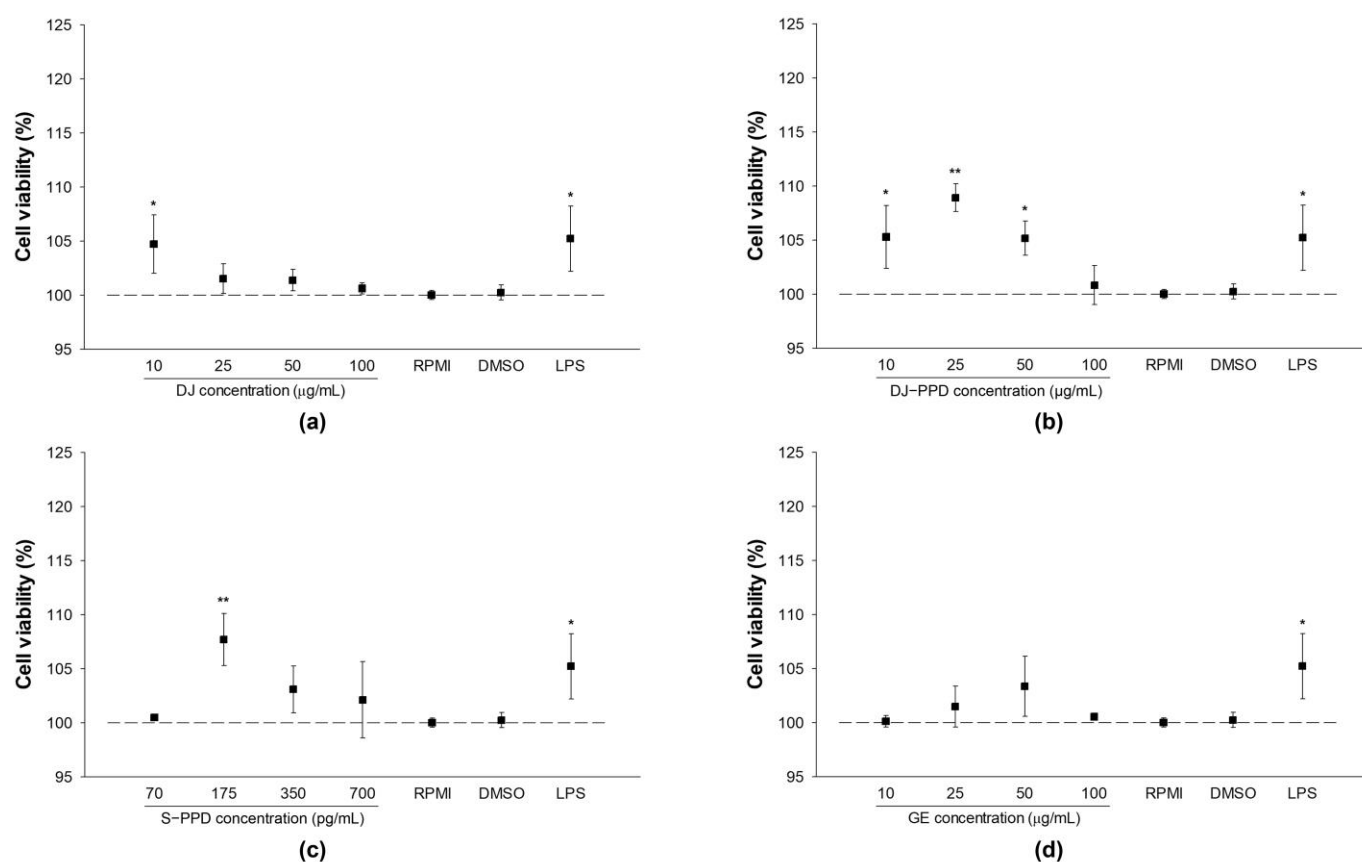 125
120
115
110
105
100
95
Cell viability (%)
*
*
10 25 50 100 RPMI DMSO LPS
DJ concentration (μg/mL)
(a)
125
120
115
110
105
100
95
Cell viability (%)
*
**
*
*
10 25 50 100 RPMI DMSO LPS
DJ−PPD concentration (μg/mL)
(b)
125
120
115
110
105
100
95
Cell viability (%)
**
*
70 175 350 700 RPMI DMSO LPS
S−PPD concentration (pg/mL)
(c)
125
120
115
110
105
100
95
Cell viability (%)
*
10 25 50 100 RPMI DMSO LPS
GE concentration (μg/mL)
(d)